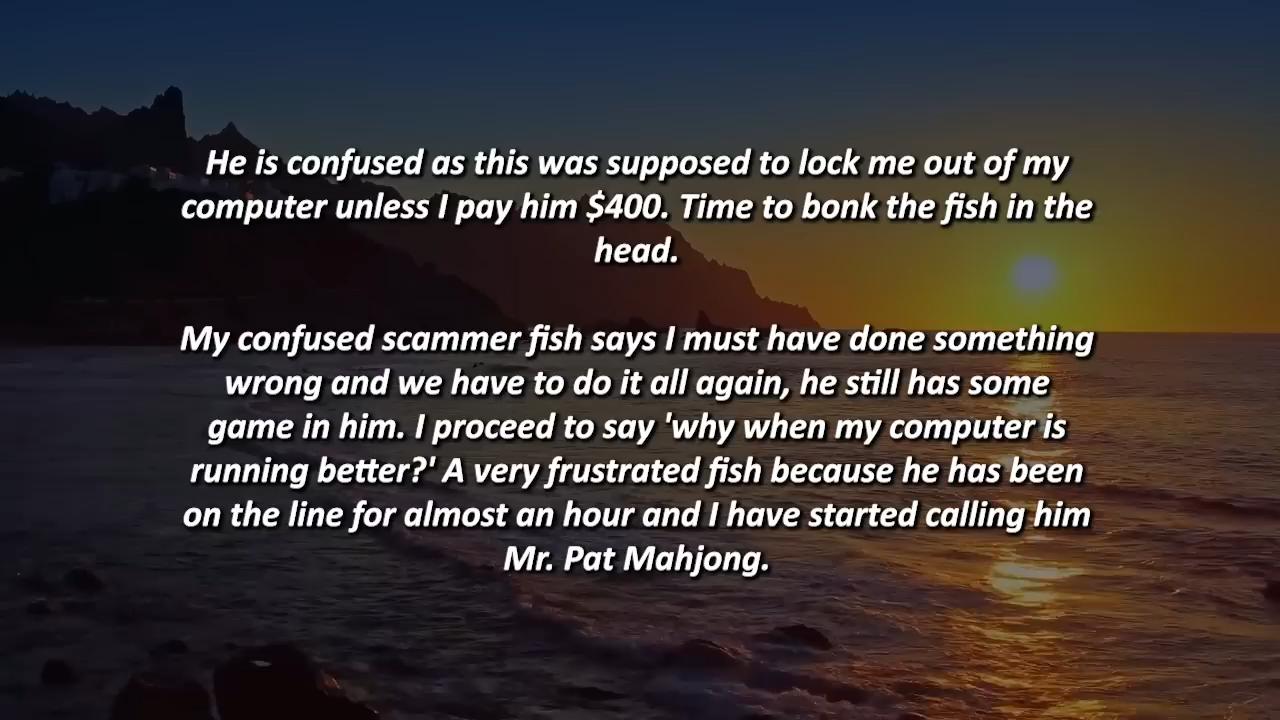 He is confused as this was supposed to lock me out of my
computer unless I pay him $400. Time to bonk the fish in the
head.
My confused scammer fish says I must have done something
wrong and we have to do it all again, he still has some
game in him. I proceed to say 'why when my computer is
running better?' A very frustrated fish because he has been
on the line for almost an hour and I have started calling him
Mr. Pat Mahjong.